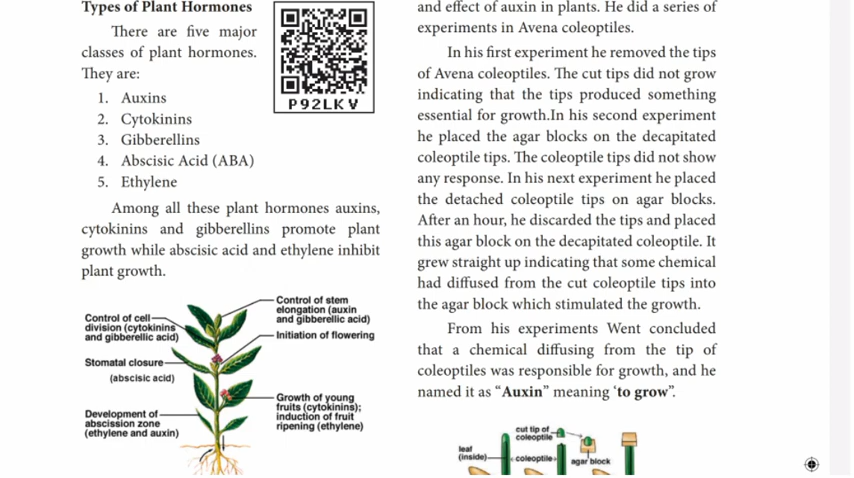 Types of Plant Hormones
There are five major
classes of plant hormones.
They are:
1. Auxins
2. Cytokinins
3. Gibberellins
4. Abscisic Acid (ABA)
5. Ethylene
P92LKV
Among all these plant hormones auxins,
cytokinins and gibberellins promote plant
growth while abscisic acid and ethylene inhibit
plant growth.
Control of cell
division (cytokinins
and gibberellic acid)
Stomatal closure
(abscisic acid)
Development of
abscission zone
(ethylene and auxin)
Control of stem
elongation (auxin
and gibberellic acid)
Initiation of flowering
Growth of young
fruits (cytokinins);
induction of fruit
ripening (ethylene)
and effect of auxin in plants. He did a series of
experiments in Avena coleoptiles.
In his first experiment he removed the tips
of Avena coleoptiles. The cut tips did not grow
indicating that the tips produced something
essential for growth.In his second experiment
he placed the agar blocks on the decapitated
coleoptile tips. The coleoptile tips did not show
any response. In his next experiment he placed
the detached coleoptile tips on agar blocks.
After an hour, he discarded the tips and placed
this agar block on the decapitated coleoptile. It
grew straight up indicating that some chemical
had diffused from the cut coleoptile tips into
the agar block which stimulated the growth.
From his experiments Went concluded
that a chemical diffusing from the tip of
coleoptiles was responsible for growth, and he
named it as “Auxin” meaning ‘to grow”.
cut tip of
coleoptile
leaf
(inside)
coleoptile
agar block